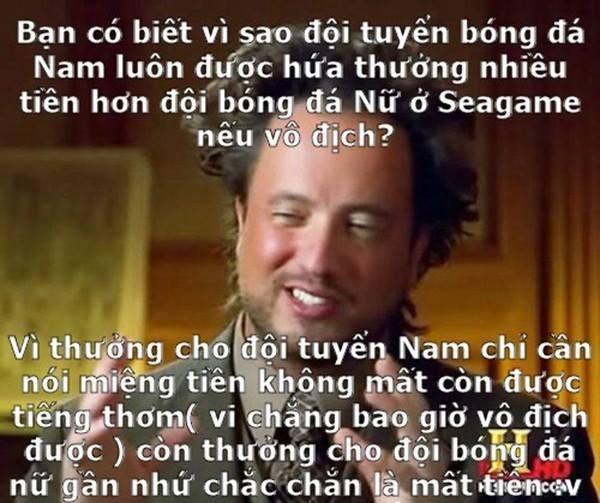 Bạn có biết vì sao đội tuyển bóng đá
Nam luôn được hứa thưởng nhiều
tiền hơn đội bóng đá Nữ ở Seagame
nếu vô địch?
Vì thưởng cho đội tuyển Nam chỉ cần
nói miệng tiền không mất còn được
tiếng thơm( vi chẳng bao giờ vô địch
được ) còn thưởng cho đội bóng đá
nữ gần nhứ chắc chắn là mất tiền